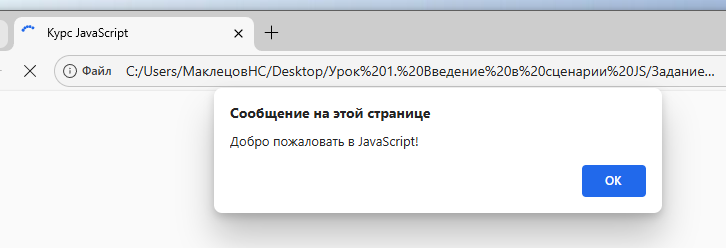 Курс JavaScript
Файл C:/Users/МаклецовНС/Desktop/Урок%201.%20Введение%20в%20сценарии%20JS/Задание...
Сообщение на этой странице
Добро пожаловать в JavaScript!
ОК